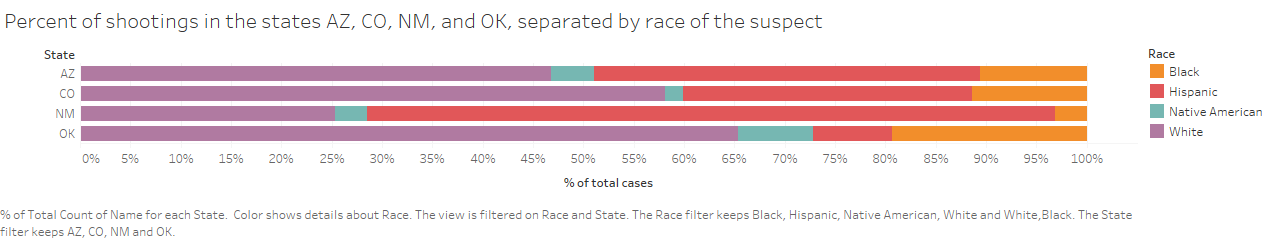 Percent of shootings in the states AZ, CO, NM, and OK, separated by race of the suspect
State
AZ
CO
NM
OK
0% 5% 10% 15% 20% 25% 30% 35% 40% 45% 50% 55% 60% 65% 70% 75% 80% 85% 90% 95% 100%
% of total cases
Race
Black
Hispanic
Native American
White
% of Total Count of Name for each State.  Color shows details about Race. The view is filtered on Race and State. The Race filter keeps Black, Hispanic, Native American, White and White,Black. The State
filter keeps AZ, CO, NM and OK.